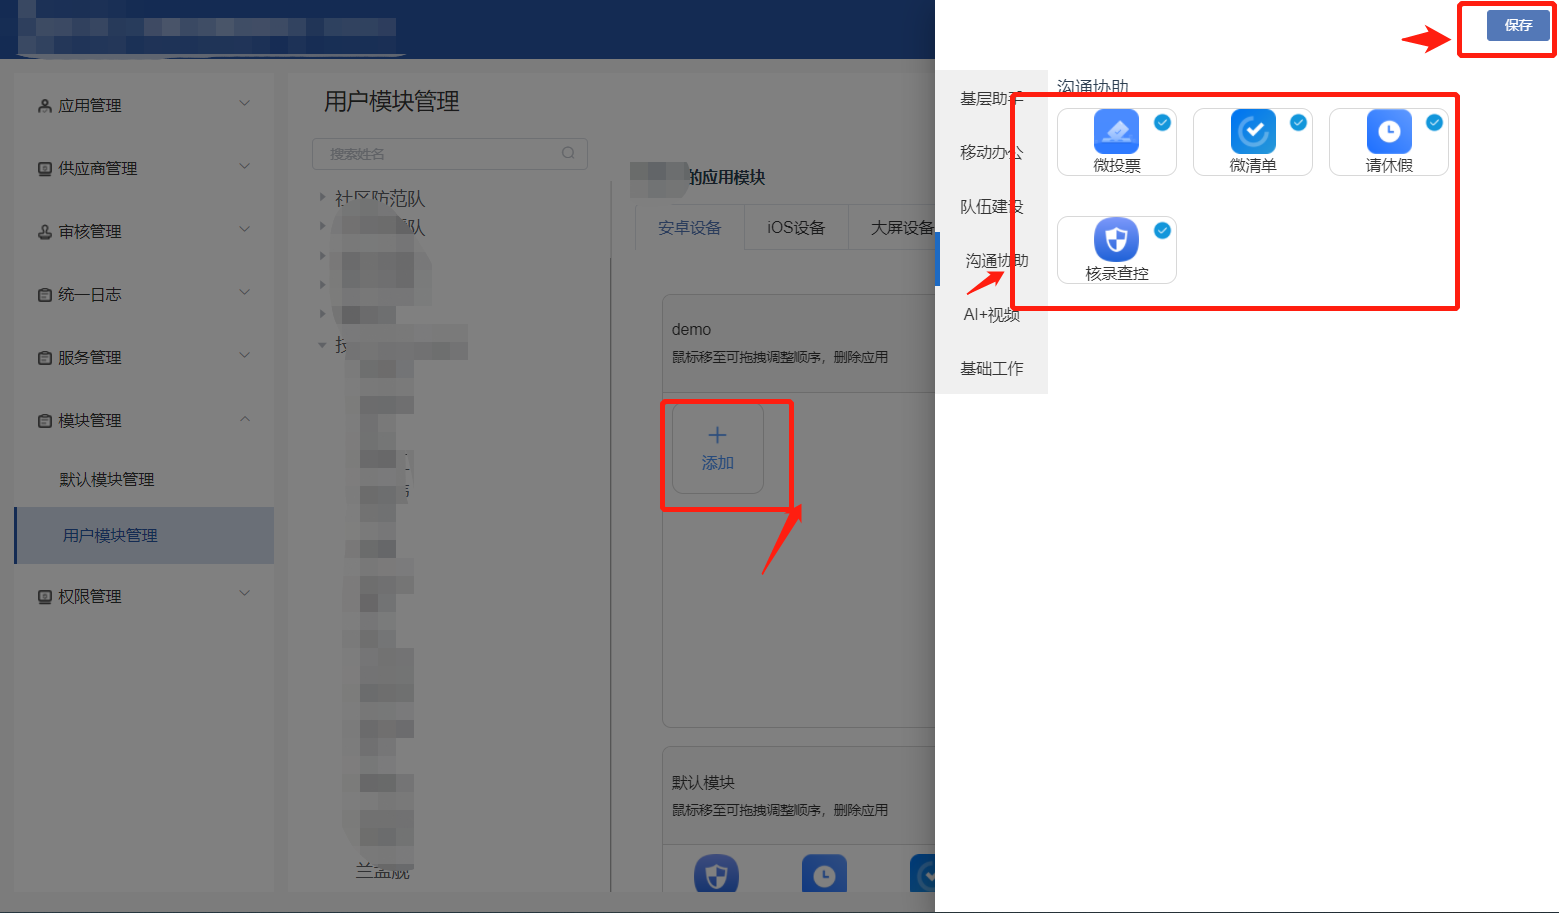 保存
应用管理
供应商管理
审核管理
统一日志
服务管理
模块管理
默认模块管理
用户模块管理
权限管理
用户模块管理
搜索姓名
社区防范队
队
技
的应用模块
安卓设备
iOS设备
大屏设备
demo
鼠标移至可拖拽调整顺序，删除应用
添加
默认模块
鼠标移至可拖拽调整顺序，删除应用
基层助手
移动办公
队伍建设
沟通协助
AI+视频
基础工作
沟通协助
微投票
微清单
请休假
核录查控